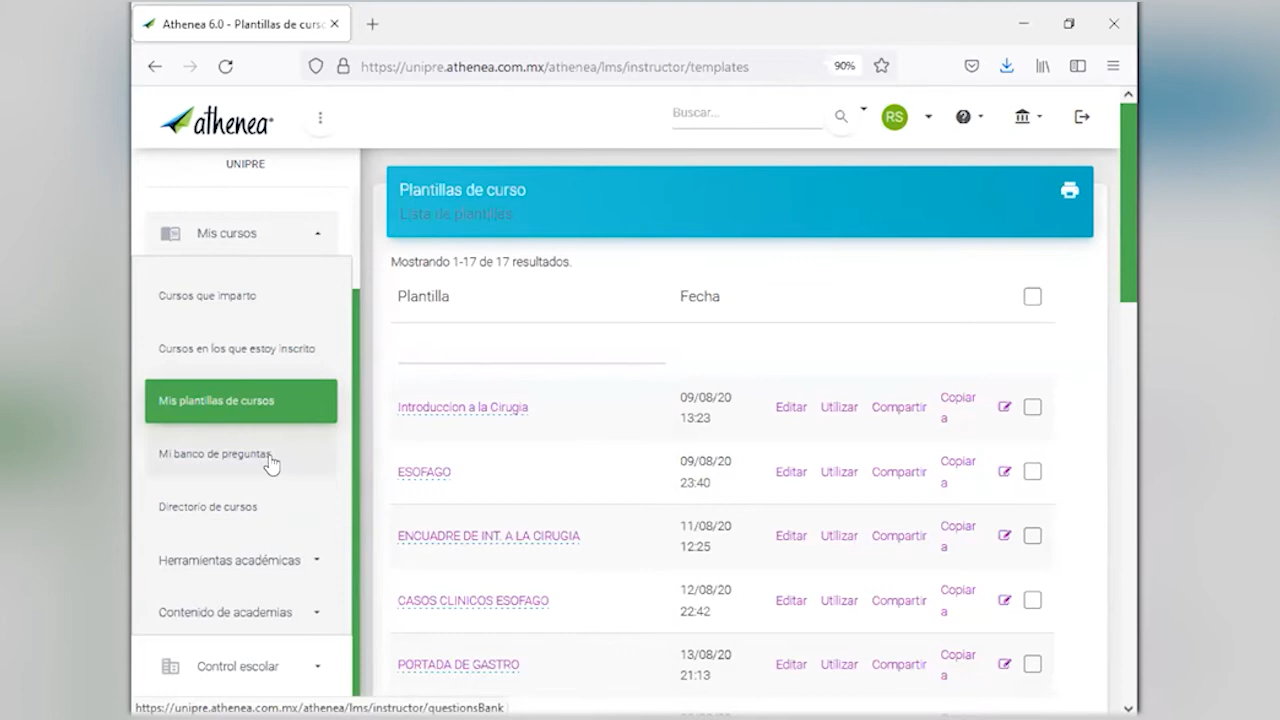 Athenea 6.0 - Plantillas de curso
https://unipre.athenea.com.mx/athenea/lms/instructor/templates
90%
athenea
Buscar...
RS
UNIPRE
Mis cursos
Cursos que imparto
Cursos en los que estoy inscrito
Mis plantillas de cursos
Mi banco de preguntas
Directorio de cursos
Herramientas académicas
Contenido de academias
Control escolar
Plantillas de curso
Lista de plantillas
Mostrando 1-17 de 17 resultados.
Plantilla Fecha
Introduccion a la Cirugia 09/08/20 13:23 Editar Utilizar Compartir Copiar a
ESOFAGO 09/08/20 23:40 Editar Utilizar Compartir Copiar a
ENCUADRE DE INT. A LA CIRUGIA 11/08/20 12:25 Editar Utilizar Compartir Copiar a
CASOS CLINICOS ESOFAGO 12/08/20 22:42 Editar Utilizar Compartir Copiar a
PORTADA DE GASTRO 13/08/20 21:13 Editar Utilizar Compartir Copiar a
https://unipre.athenea.com.mx/athenea/lms/instructor/questionsBank